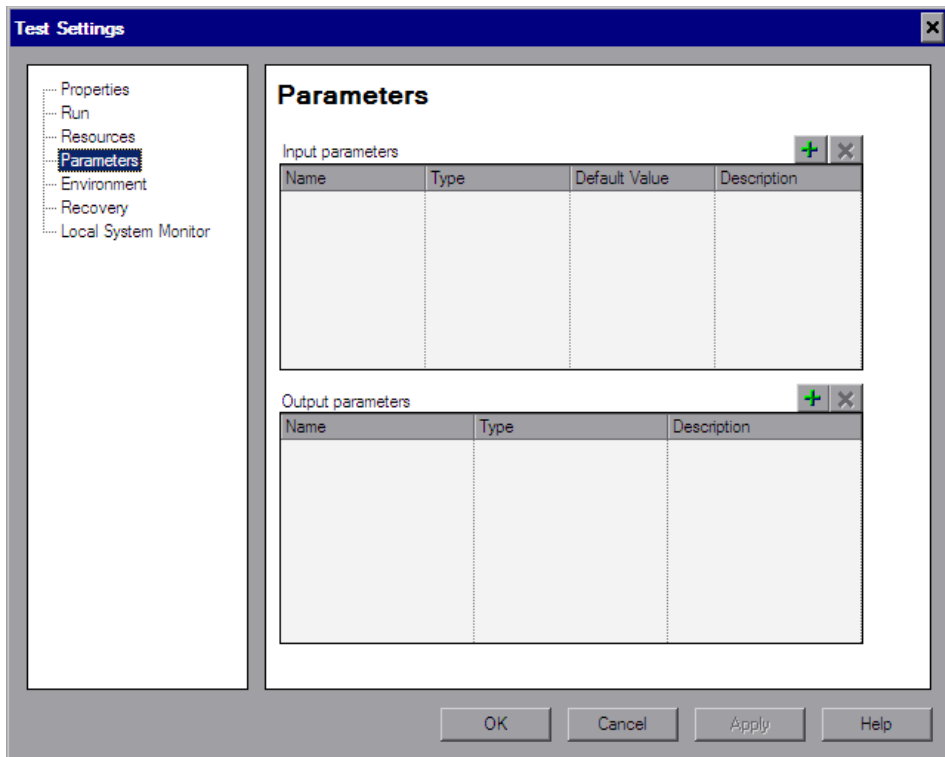 Test Settings
Properties
Run
Resources
Parameters
Environment
Recovery
Local System Monitor
Parameters
Input parameters
Name Type Default Value Description
Output parameters
Name Type Description
OK Cancel Apply Help